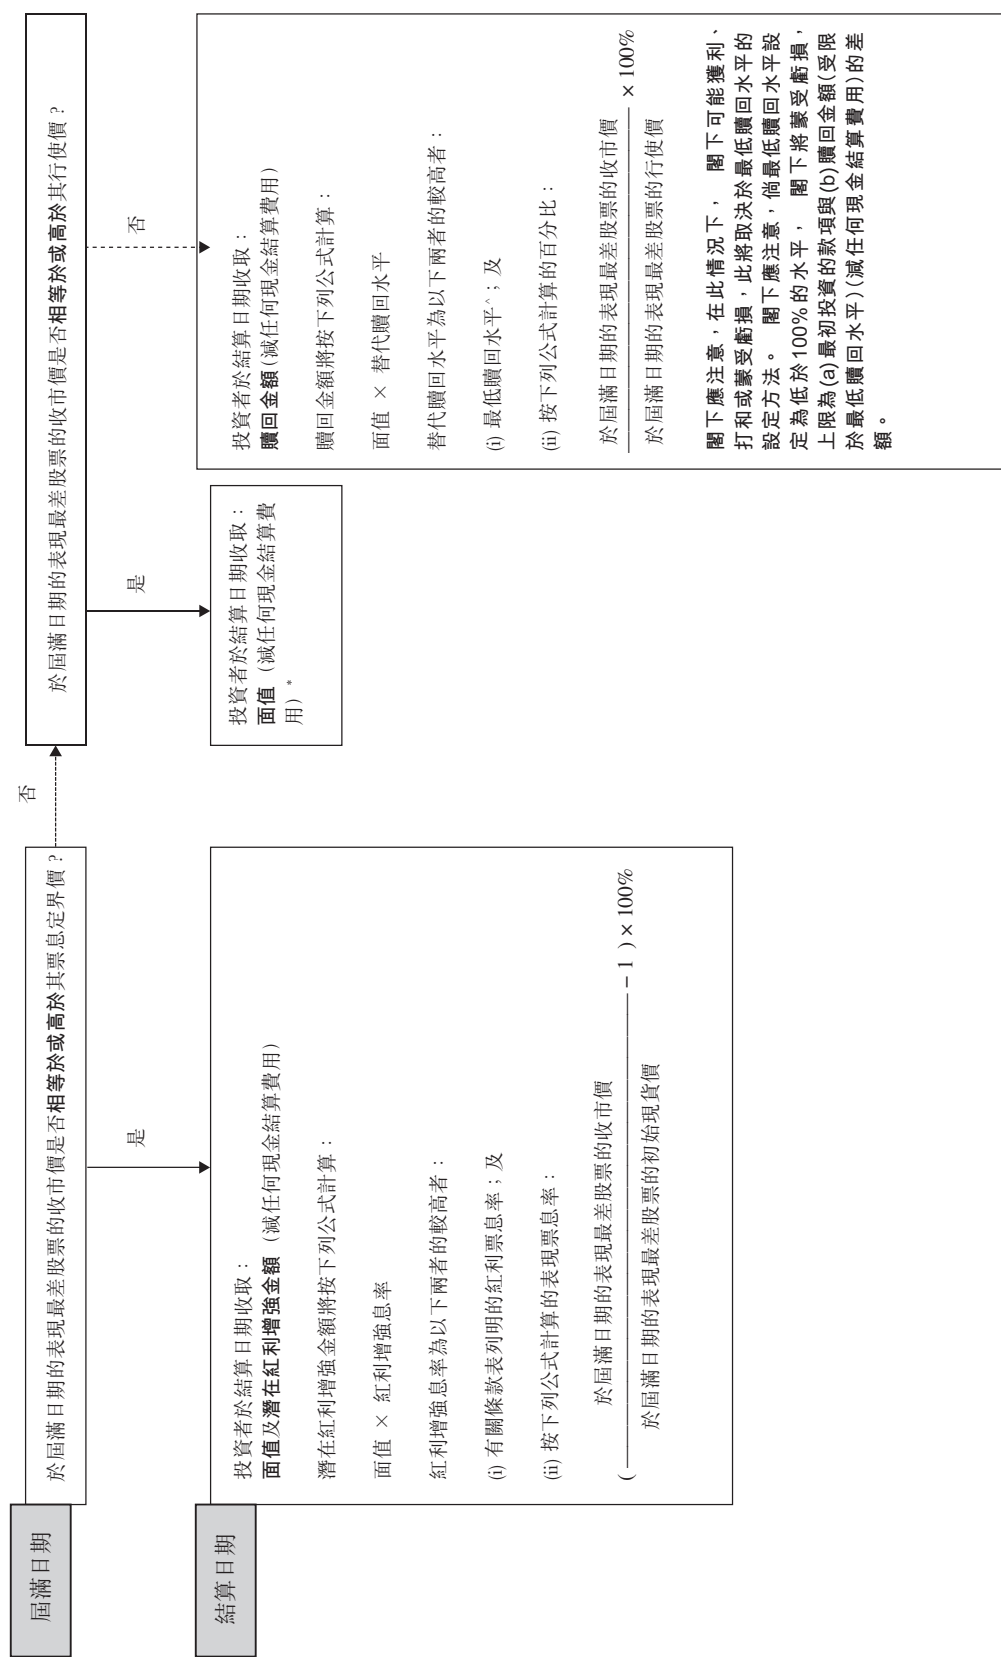 屆滿日期
於屆滿日期的表現最差股票的收市價是否相等於或高於其票息定界價？
否
於屆滿日期的表現最差股票的收市價是否相等於或高於其行使價？
是
是
否
結算日期
投資者於結算日期收取：
面值及潛在紅利增強金額（減任何現金結算費用）
潛在紅利增強金額將按下列公式計算：
面值 × 紅利增強息率
紅利增強息率為以下兩者的較高者：
(i) 有關條款表列明的紅利票息率；及
(ii) 按下列公式計算的表現票息率：
於屆滿日期的表現最差股票的收市價
( − 1 ) × 100%
於屆滿日期的表現最差股票的初始現貨價
投資者於結算日期收取：
面值（減任何現金結算費
用）*
投資者於結算日期收取：
贖回金額(減任何現金結算費用)
贖回金額將按下列公式計算：
面值 × 替代贖回水平
替代贖回水平為以下兩者的較高者：
(i) 最低贖回水平^；及
(ii) 按下列公式計算的百分比：
於屆滿日期的表現最差股票的收市價
× 100%
於屆滿日期的表現最差股票的行使價
閣下應注意，在此情況下， 閣下可能獲利、
打和或蒙受虧損，此將取決於最低贖回水平的
設定方法。 閣下應注意，倘最低贖回水平設
定為低於100%的水平， 閣下將蒙受虧損，
上限為(a)最初投資的款項與(b)贖回金額(受限
於最低贖回水平)(減任何現金結算費用)的差
額。